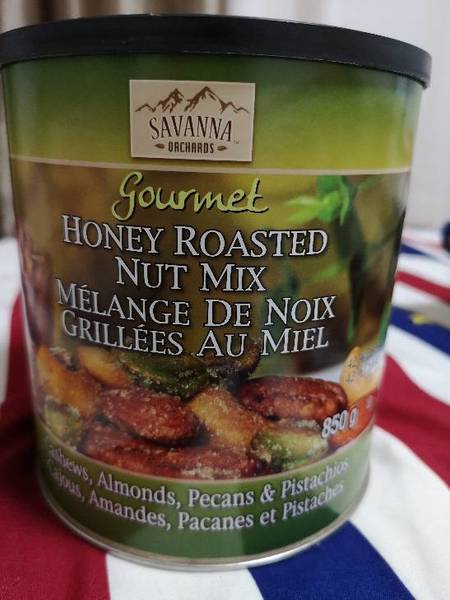 SAVANNA
ORCHARDS
Gourmet
HONEY ROASTED
NUT MIX
MÉLANGE DE NOIX
GRILLÉES AU MIEL
850 g
Cashews, Almonds, Pecans & Pistachios
Cajous, Amandes, Pacanes et Pistaches